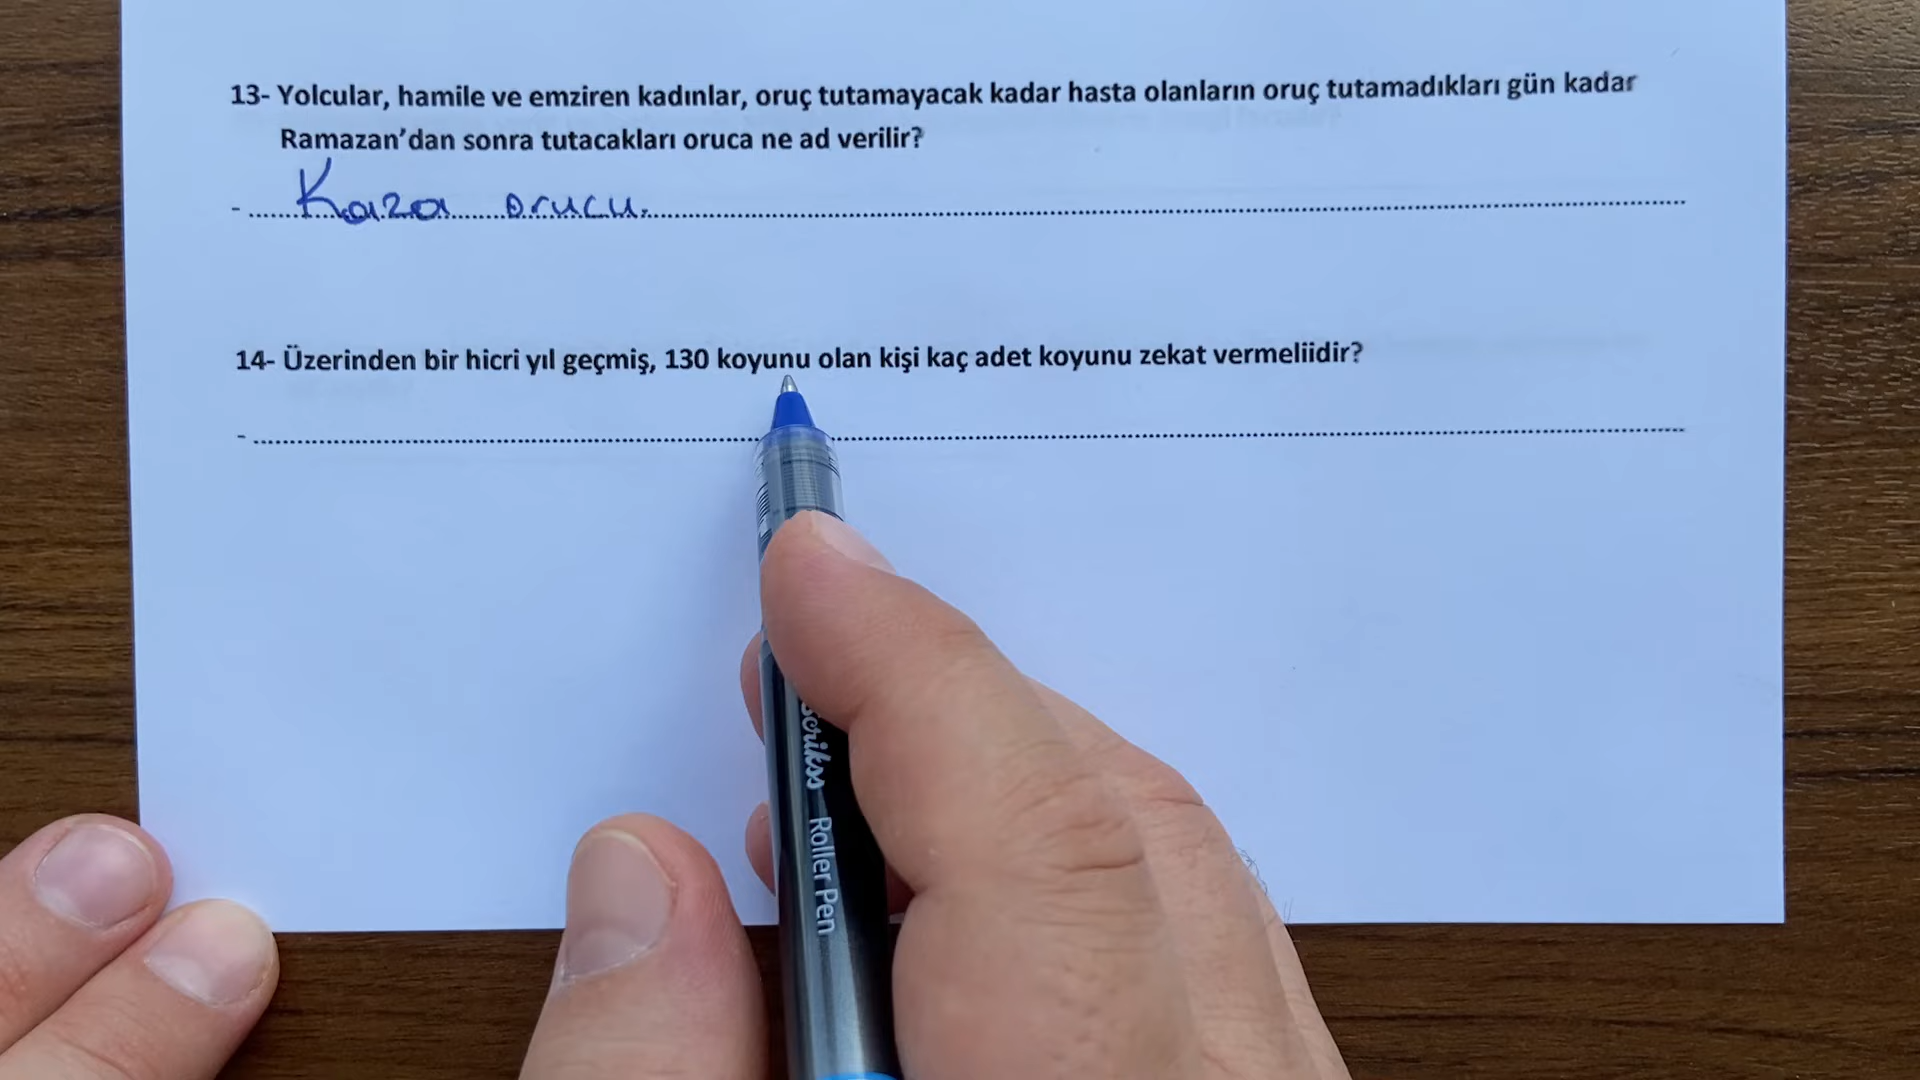 13- Yolcular, hamile ve emziren kadınlar, oruç tutamayacak kadar hasta olanların oruç tutamadıkları gün kadar
Ramazan’dan sonra tutacakları oruca ne ad verilir?
- Kaza orucu.
14- Üzerinden bir hicri yıl geçmiş, 130 koyunu olan kişi kaç adet koyunu zekat vermeliidir?
-
Scrikss Roller Pen